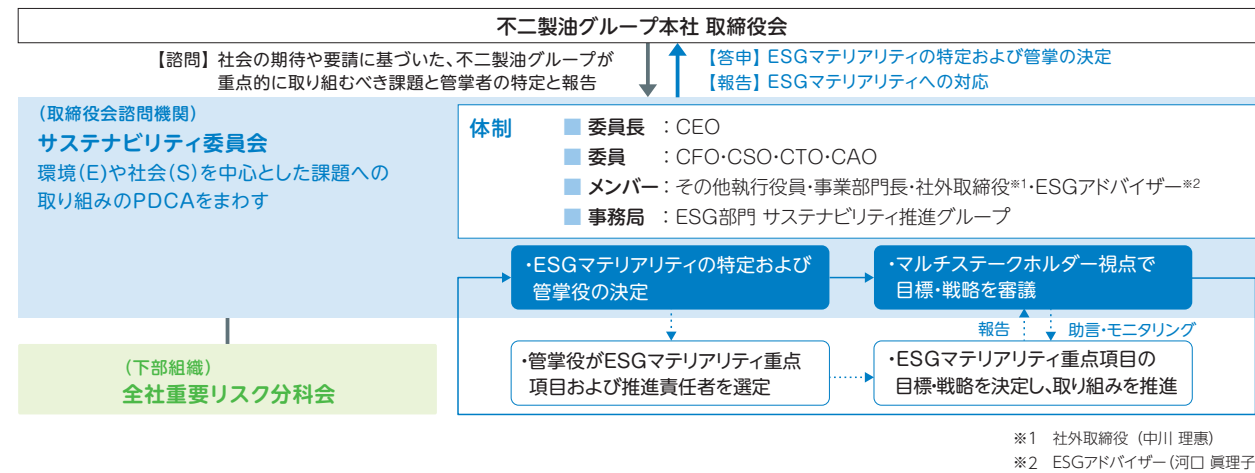 不二製油グループ本社 取締役会
【諮問】社会の期待や要請に基づいた、不二製油グループが
重点的に取り組むべき課題と管掌者の特定と報告
【答申】ESGマテリアリティの特定および管掌の決定
【報告】ESGマテリアリティへの対応
(取締役会諮問機関)
サステナビリティ委員会
環境(E)や社会(S)を中心とした課題への
取り組みのPDCAをまわす
体制
■ 委員長 :CEO
■ 委員 :CFO・CSO・CTO・CAO
■ メンバー:その他執行役員・事業部門長・社外取締役※1・ESGアドバイザー※2
■ 事務局 :ESG部門 サステナビリティ推進グループ
・ESGマテリアリティの特定および
管掌役の決定
・マルチステークホルダー視点で
目標・戦略を審議
報告
助言・モニタリング
・管掌役がESGマテリアリティ重点
項目および推進責任者を選定
・ESGマテリアリティ重点項目の
目標・戦略を決定し、取り組みを推進
(下部組織)
全社重要リスク分科会
※1 社外取締役(中川 理惠)
※2 ESGアドバイザー(河口 眞理子